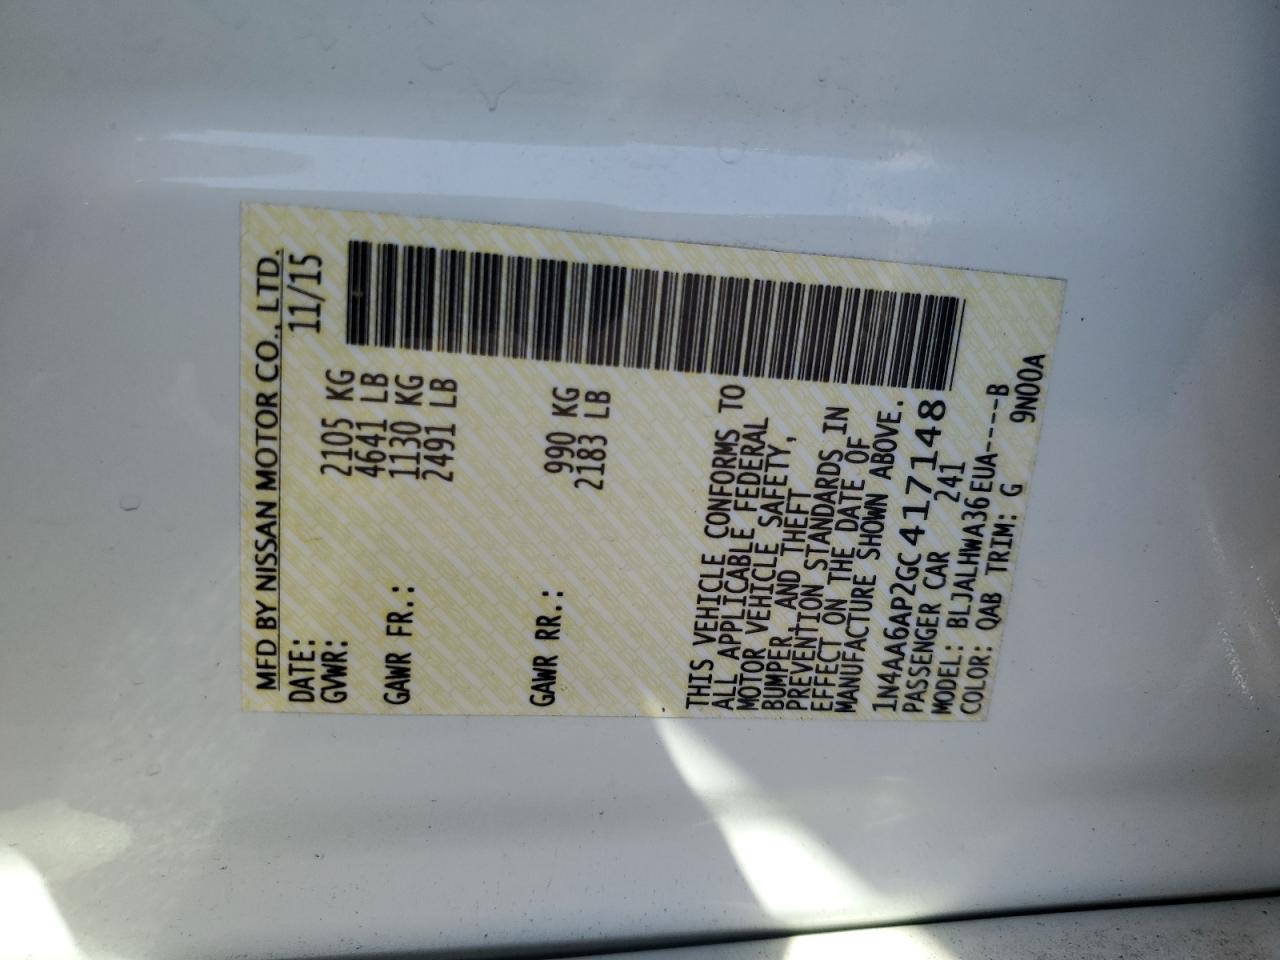 MFD BY NISSAN MOTOR CO., LTD.
DATE: 11/15
GVWR: 2105 KG
4641 LB
GAWR FR.: 1130 KG
2491 LB
GAWR RR.: 990 KG
2183 LB
THIS VEHICLE CONFORMS TO
ALL APPLICABLE FEDERAL
MOTOR VEHICLE SAFETY,
BUMPER, AND THEFT
PREVENTION STANDARDS IN
EFFECT ON THE DATE OF
MANUFACTURE SHOWN ABOVE.
1N4AA6AP2GC417148
PASSENGER CAR 241
MODEL: BLJALHWA36EUA-----B
COLOR: QAB TRIM: G 9N00A